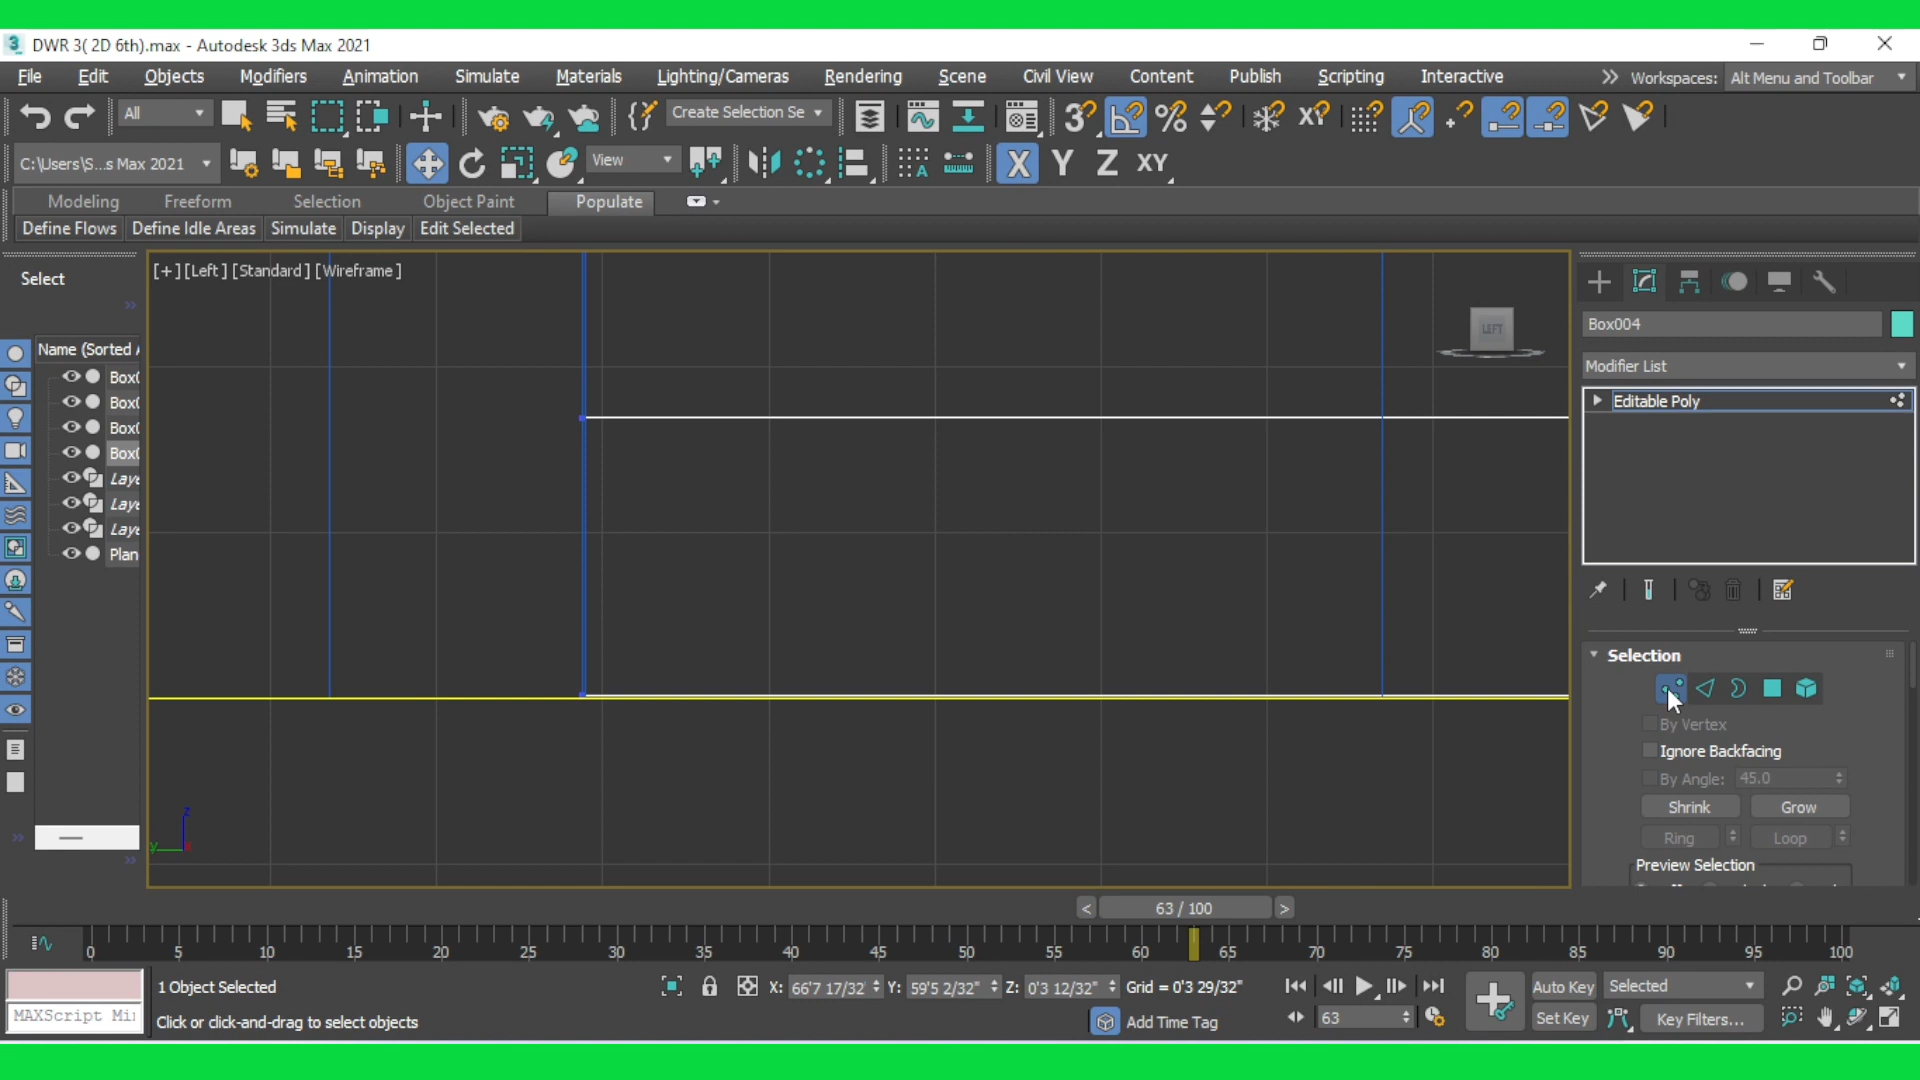 3 DWR 3( 2D 6th).max - Autodesk 3ds Max 2021
File Edit Objects Modifiers Animation Simulate Materials Lighting/Cameras Rendering Scene Civil View Content Publish Scripting Interactive Workspaces: Alt Menu and Toolbar
All Create Selection Se 3 % XY
C:\Users\S...s Max 2021 View A X Y Z XY
Modeling Freeform Selection Object Paint Populate
Define Flows Define Idle Areas Simulate Display Edit Selected
Select
[+] [Left] [Standard] [Wireframe]
LEFT
Box004
Name (Sorted
Modifier List
Editable Poly
Plan
Selection
By Vertex
Ignore Backfacing
By Angle: 45.0
Shrink Grow
Ring Loop
Preview Selection
z
y
< 63 / 100 >
0 5 10 15 20 25 30 35 40 45 50 55 60 65 70 75 80 85 90 95 100
1 Object Selected X: 66'7 17/32" Y: 59'5 2/32" Z: 0'3 12/32" Grid = 0'3 29/32" Auto Key Selected
MAXScript Mi
Click or click-and-drag to select objects Add Time Tag 63 Set Key Key Filters...